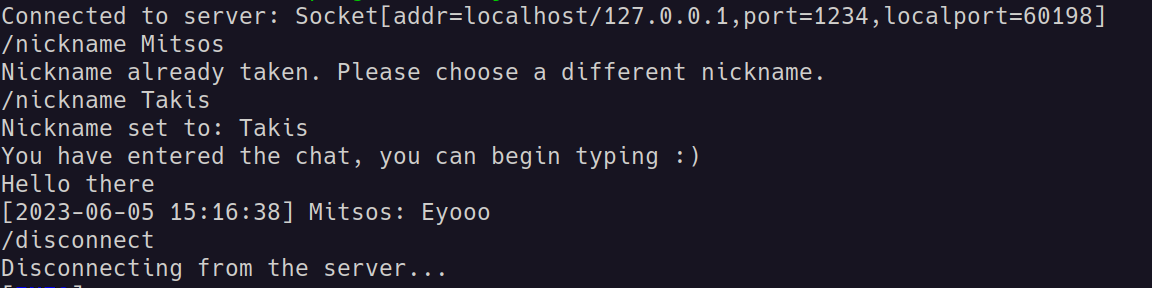 Connected to server: Socket[addr=localhost/127.0.0.1,port=1234,localport=60198]
/nickname Mitsos
Nickname already taken. Please choose a different nickname.
/nickname Takis
Nickname set to: Takis
You have entered the chat, you can begin typing :)
Hello there
[2023-06-05 15:16:38] Mitsos: Eyooo
/disconnect
Disconnecting from the server...